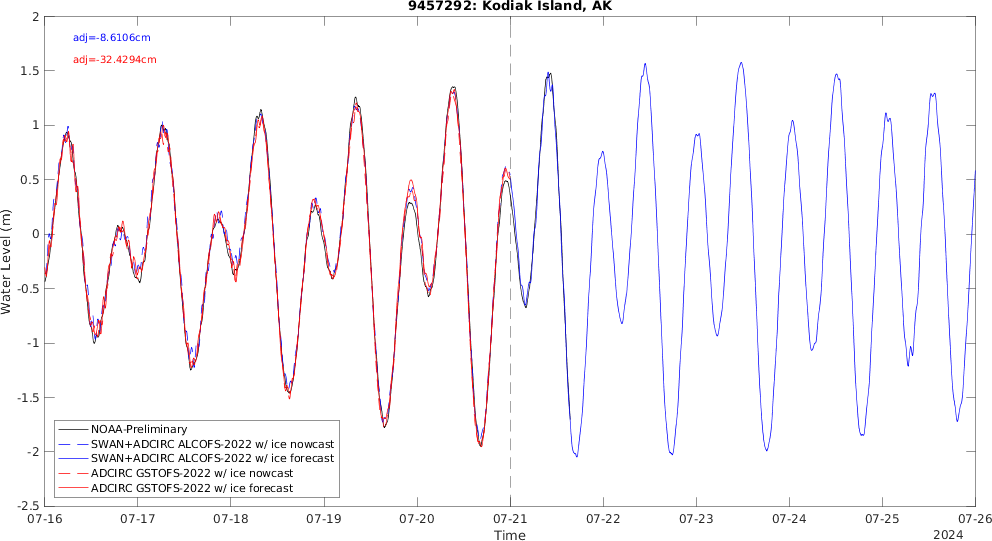 9457292: Kodiak Island, AK
adj=-8.6106cm
adj=-32.4294cm
Water Level (m)
2
1.5
1
0.5
0
-0.5
-1
-1.5
-2
-2.5
NOAA-Preliminary
SWAN+ADCIRC ALCOFS-2022 w/ ice nowcast
SWAN+ADCIRC ALCOFS-2022 w/ ice forecast
ADCIRC GSTOFS-2022 w/ ice nowcast
ADCIRC GSTOFS-2022 w/ ice forecast
07-16 07-17 07-18 07-19 07-20 07-21 07-22 07-23 07-24 07-25 07-26
Time
2024